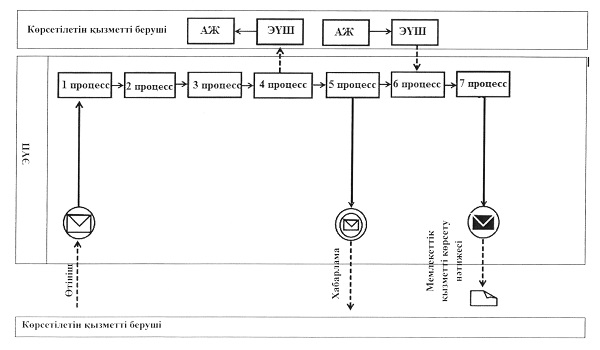 Көрсетілетін қызметті беруші
АЖ
ЭҮШ
АЖ
ЭҮШ
ЭҮП
1 процесс
2 процесс
3 процесс
4 процесс
5 процесс
6 процесс
7 процесс
Өтініш
Хабарлама
Мемлекеттік
қызметті көрсету
нәтижесі
Көрсетілетін қызметті беруші